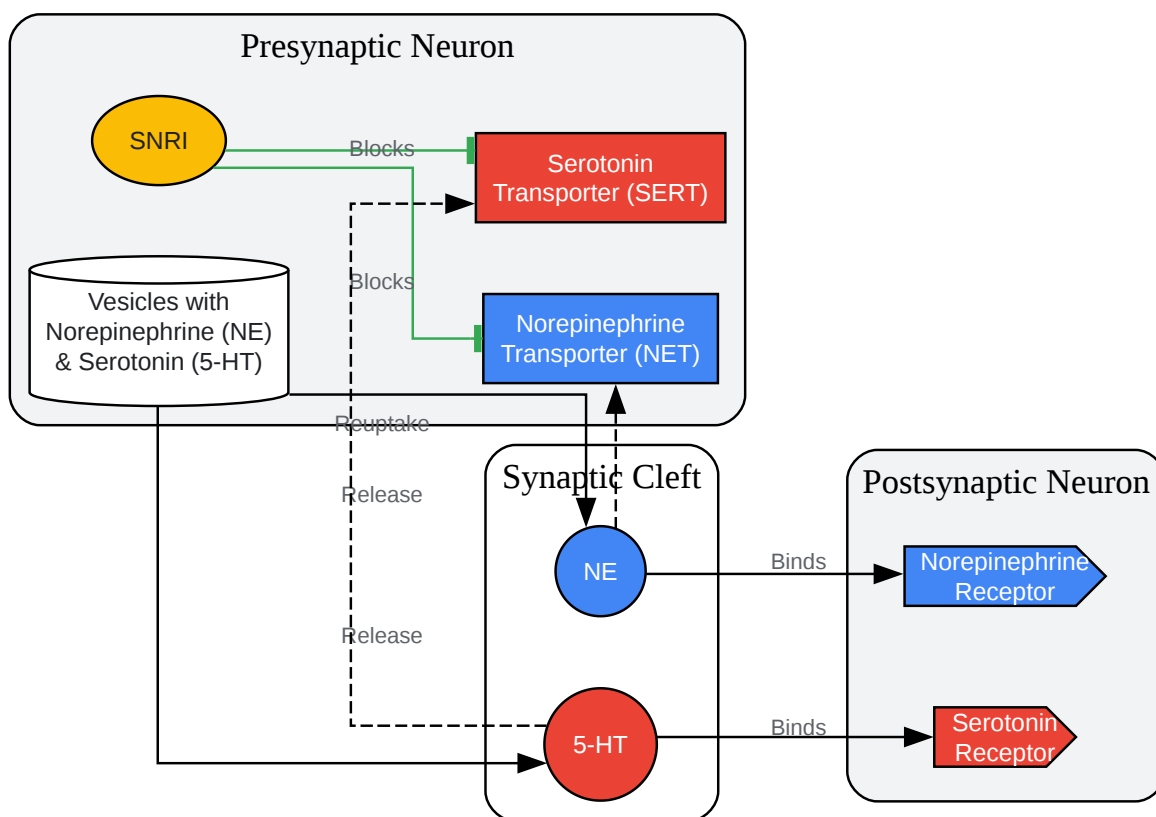 Presynaptic Neuron
SNRI
Blocks
Serotonin
Transporter (SERT)
Blocks
Vesicles with
Norepinephrine (NE)
& Serotonin (5-HT)
Norepinephrine
Transporter (NET)
Reuptake
Release
Synaptic Cleft
Postsynaptic Neuron
NE
Binds
Norepinephrine
Receptor
Release
5-HT
Binds
Serotonin
Receptor